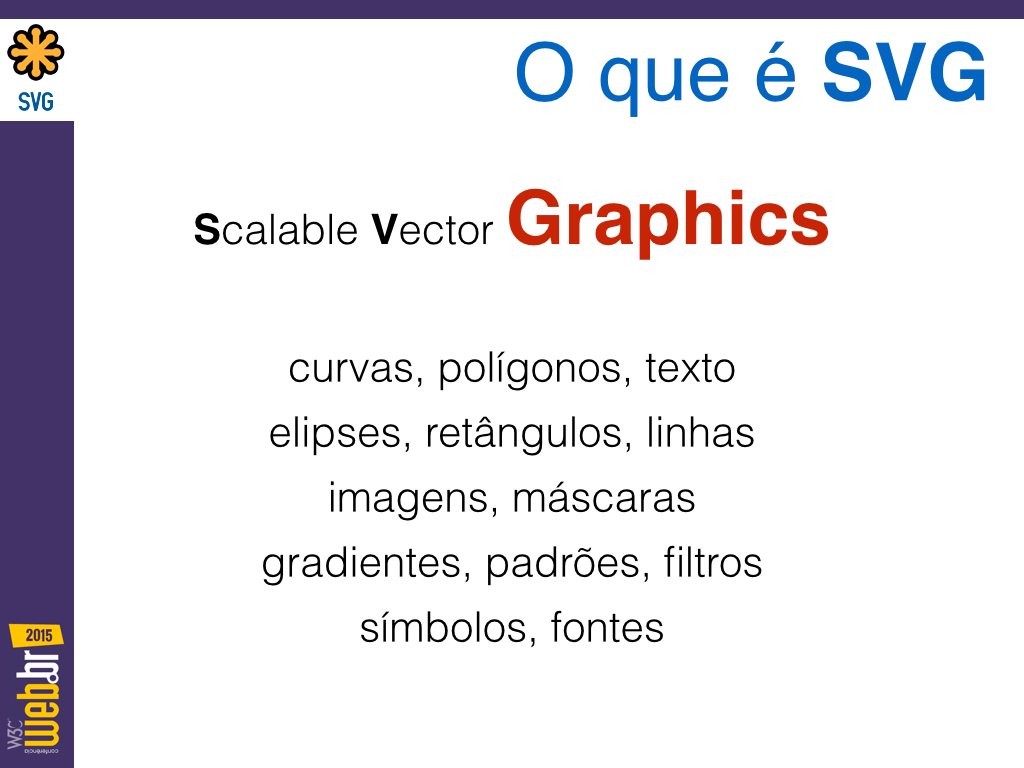 SVG
O que é SVG
Scalable Vector Graphics
curvas, polígonos, texto
elipses, retângulos, linhas
imagens, máscaras
gradientes, padrões, filtros
símbolos, fontes
2015
web.br
W3C
conferência